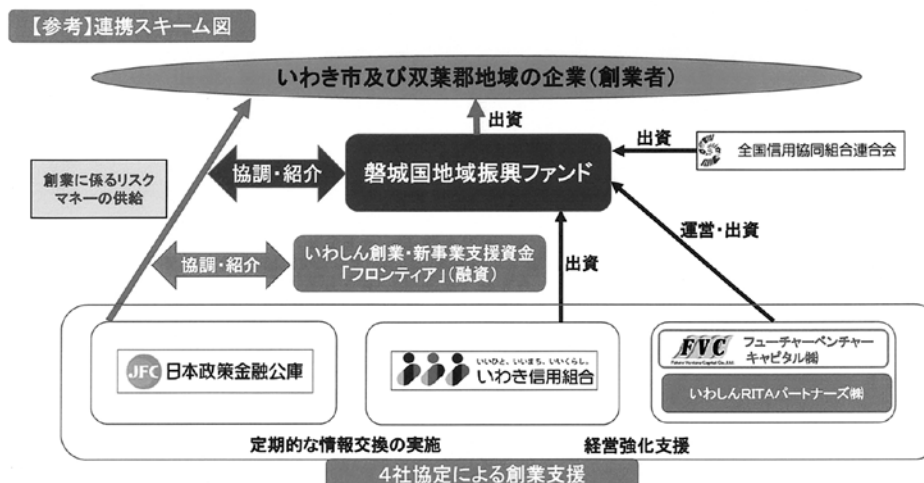 【参考】連携スキーム図
いわき市及び双葉郡地域の企業(創業者)
出資
出資
全国信用協同組合連合会
創業に係るリスク
マネーの供給
協調・紹介
磐城国地域振興ファンド
運営・出資
協調・紹介
いわしん創業・新事業支援資金
「フロンティア」(融資)
出資
JFC 日本政策金融公庫
いいひと、いいまち、いいくらし。
いわき信用組合
FVC
Future Venture Capital Co., Ltd.
フューチャーベンチャー
キャピタル㈱
いわしんRITAパートナーズ㈱
定期的な情報交換の実施
経営強化支援
4社協定による創業支援